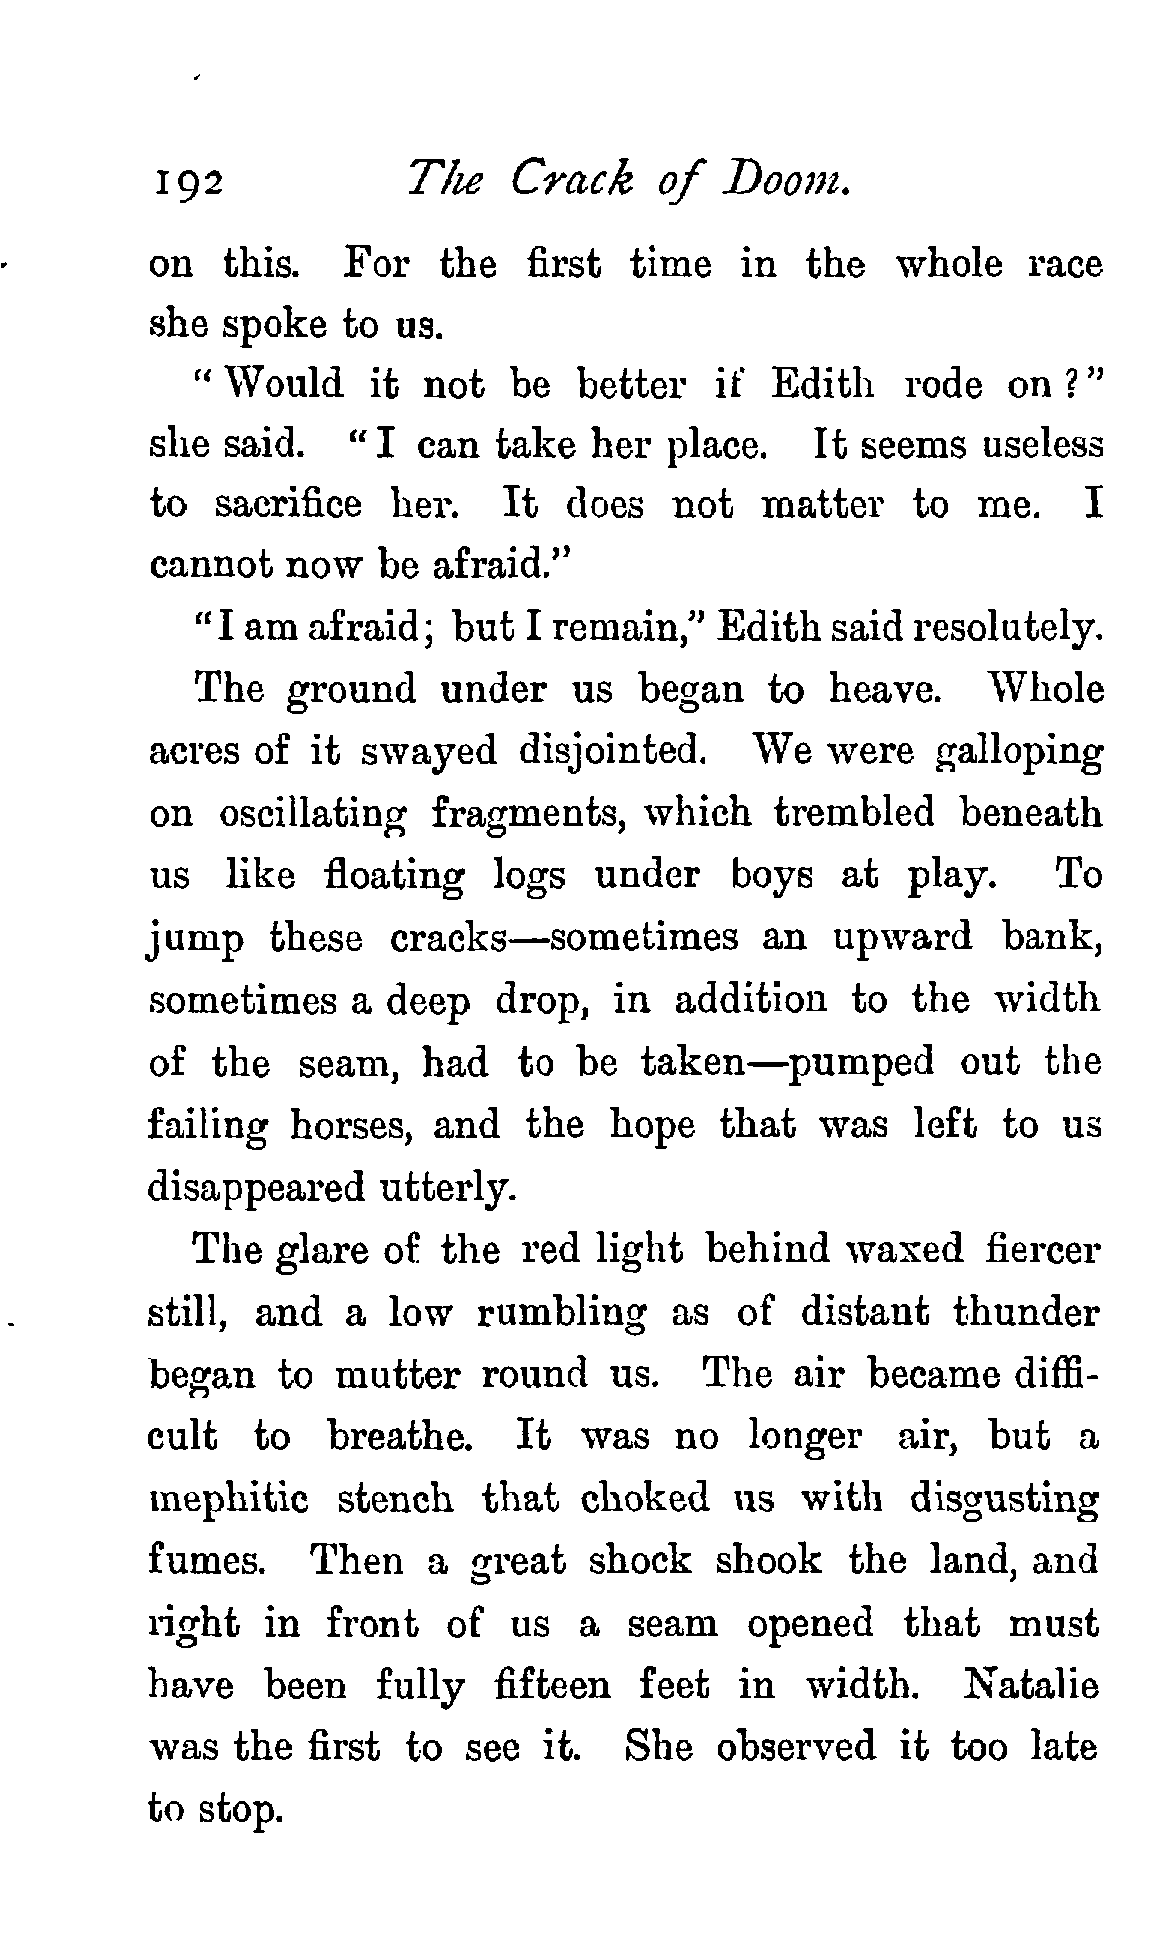 192 The Crack of Doom.
on this. For the first time in the whole race
she spoke to us.
"Would it not be better if Edith rode on?"
she said. "I can take her place. It seems useless
to sacrifice her. It does not matter to me. I
cannot now be afraid."
"I am afraid; but I remain," Edith said resolutely.
The ground under us began to heave. Whole
acres of it swayed disjointed. We were galloping
on oscillating fragments, which trembled beneath
us like floating logs under boys at play. To
jump these cracks—sometimes an upward bank,
sometimes a deep drop, in addition to the width
of the seam, had to be taken—pumped out the
failing horses, and the hope that was left to us
disappeared utterly.
The glare of the red light behind waxed fiercer
still, and a low rumbling as of distant thunder
began to mutter round us. The air became diffi-
cult to breathe. It was no longer air, but a
mephitic stench that choked us with disgusting
fumes. Then a great shock shook the land, and
right in front of us a seam opened that must
have been fully fifteen feet in width. Natalie
was the first to see it. She observed it too late
to stop.